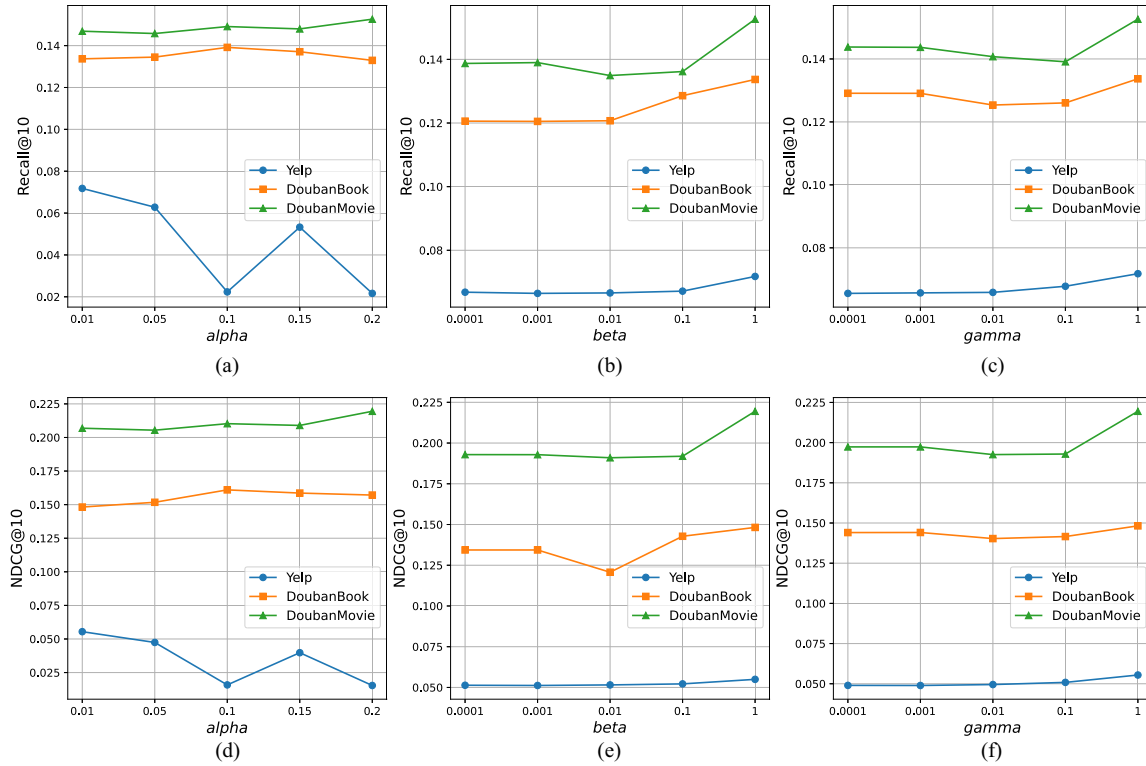 Recall@10
0.14
0.12
0.10
0.08
0.06
0.04
0.02
Yelp
DoubanBook
DoubanMovie
0.01 0.05 0.1 0.15 0.2
alpha
(a)
Recall@10
0.14
0.12
0.10
0.08
Yelp
DoubanBook
DoubanMovie
0.0001 0.001 0.01 0.1 1
beta
(b)
Recall@10
0.14
0.12
0.10
0.08
Yelp
DoubanBook
DoubanMovie
0.0001 0.001 0.01 0.1 1
gamma
(c)
NDCG@10
0.225
0.200
0.175
0.150
0.125
0.100
0.075
0.050
0.025
Yelp
DoubanBook
DoubanMovie
0.01 0.05 0.1 0.15 0.2
alpha
(d)
NDCG@10
0.225
0.200
0.175
0.150
0.125
0.100
0.075
0.050
Yelp
DoubanBook
DoubanMovie
0.0001 0.001 0.01 0.1 1
beta
(e)
NDCG@10
0.225
0.200
0.175
0.150
0.125
0.100
0.075
0.050
Yelp
DoubanBook
DoubanMovie
0.0001 0.001 0.01 0.1 1
gamma
(f)